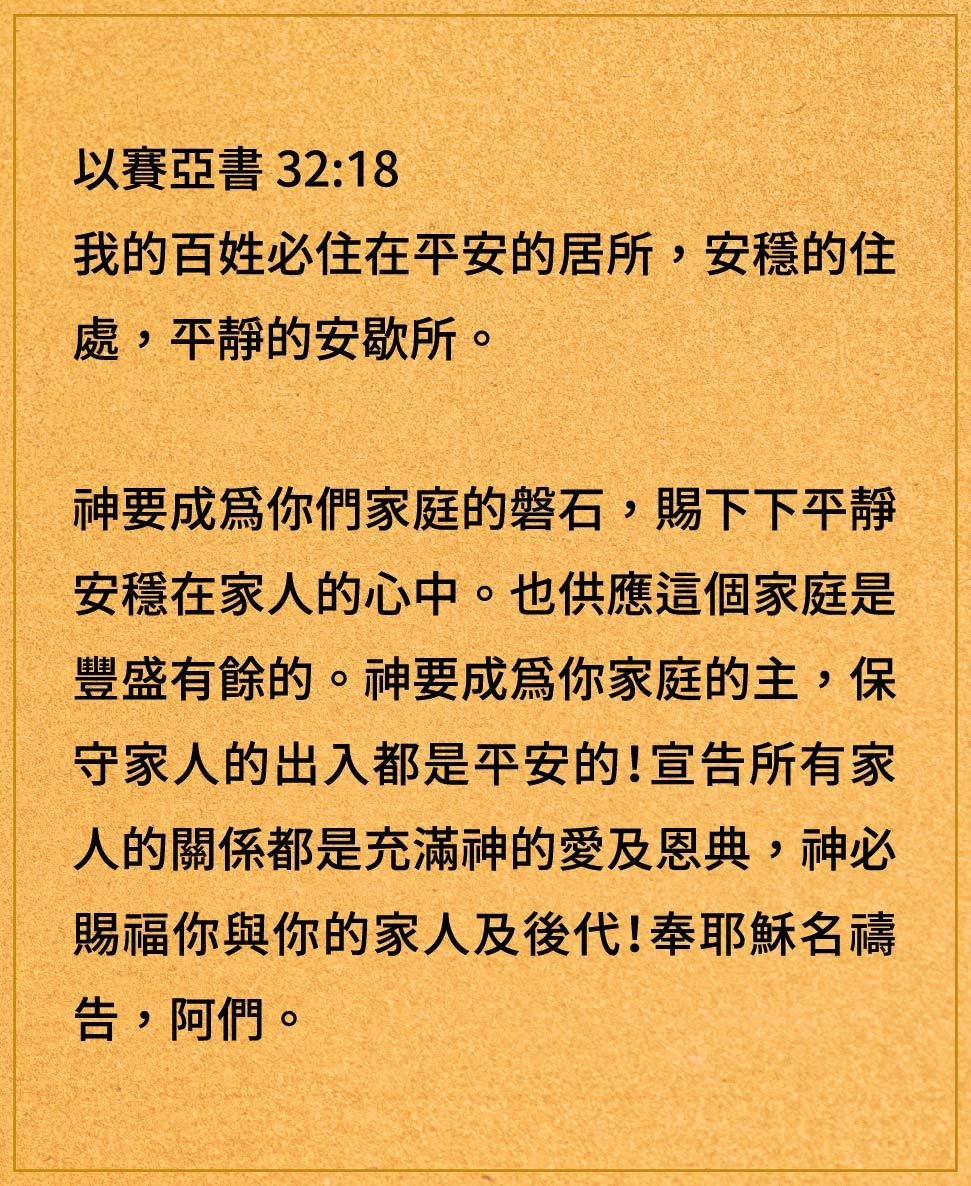 以賽亞書 32:18
我的百姓必住在平安的居所，安穩的住
處，平靜的安歇所。
神要成爲你們家庭的磐石，賜下下平靜
安穩在家人的心中。也供應這個家庭是
豐盛有餘的。神要成爲你家庭的主，保
守家人的出入都是平安的！宣告所有家
人的關係都是充滿神的愛及恩典，神必
賜福你與你的家人及後代！奉耶穌名禱
告，阿們。